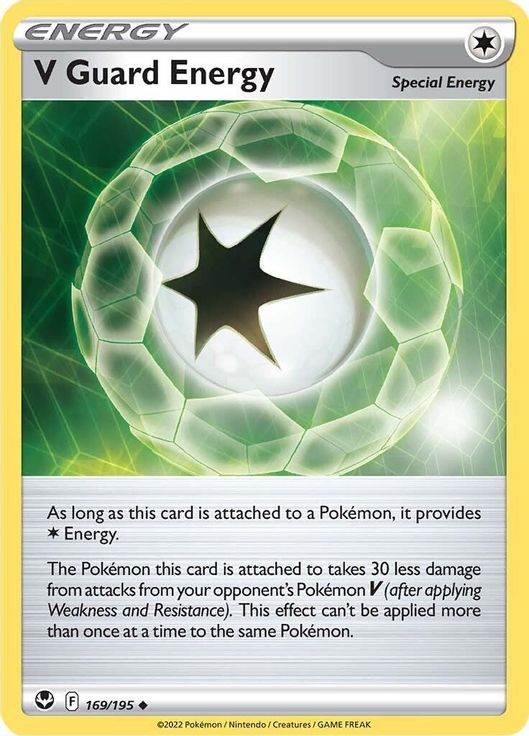 ENERGY
V Guard Energy
Special Energy
As long as this card is attached to a Pokémon, it provides
Energy.
The Pokémon this card is attached to takes 30 less damage
from attacks from your opponent's Pokémon V (after applying
Weakness and Resistance). This effect can't be applied more
than once at a time to the same Pokémon.
F 169/195
©2022 Pokémon / Nintendo / Creatures / GAME FREAK